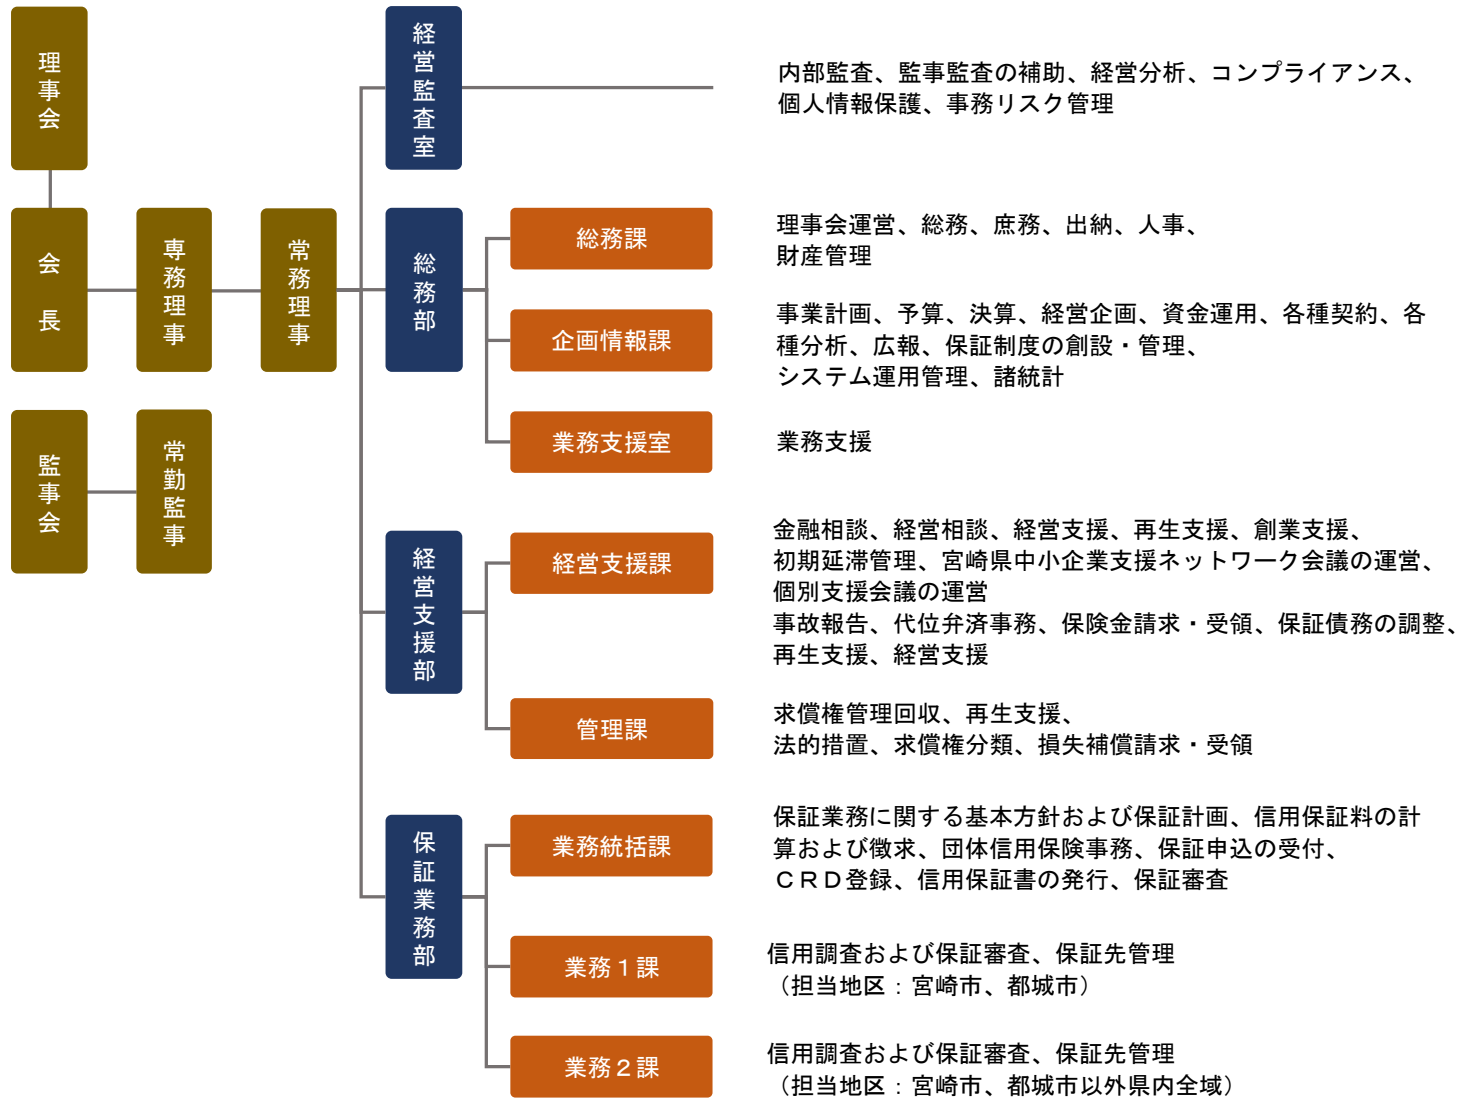 理事会
会長
専務理事
常務理事
監事会
常勤監事
経営監査室
内部監査、監事監査の補助、経営分析、コンプライアンス、
個人情報保護、事務リスク管理
総務部
総務課
理事会運営、総務、庶務、出納、人事、
財産管理
企画情報課
事業計画、予算、決算、経営企画、資金運用、各種契約、各
種分析、広報、保証制度の創設・管理、
システム運用管理、諸統計
業務支援室
業務支援
経営支援部
経営支援課
金融相談、経営相談、経営支援、再生支援、創業支援、
初期延滞管理、宮崎県中小企業支援ネットワーク会議の運営、
個別支援会議の運営
事故報告、代位弁済事務、保険金請求・受領、保証債務の調整、
再生支援、経営支援
管理課
求償権管理回収、再生支援、
法的措置、求償権分類、損失補償請求・受領
保証業務部
業務統括課
保証業務に関する基本方針および保証計画、信用保証料の計
算および徴求、団体信用保険事務、保証申込の受付、
ＣＲＤ登録、信用保証書の発行、保証審査
業務１課
信用調査および保証審査、保証先管理
（担当地区：宮崎市、都城市）
業務２課
信用調査および保証審査、保証先管理
（担当地区：宮崎市、都城市以外県内全域）